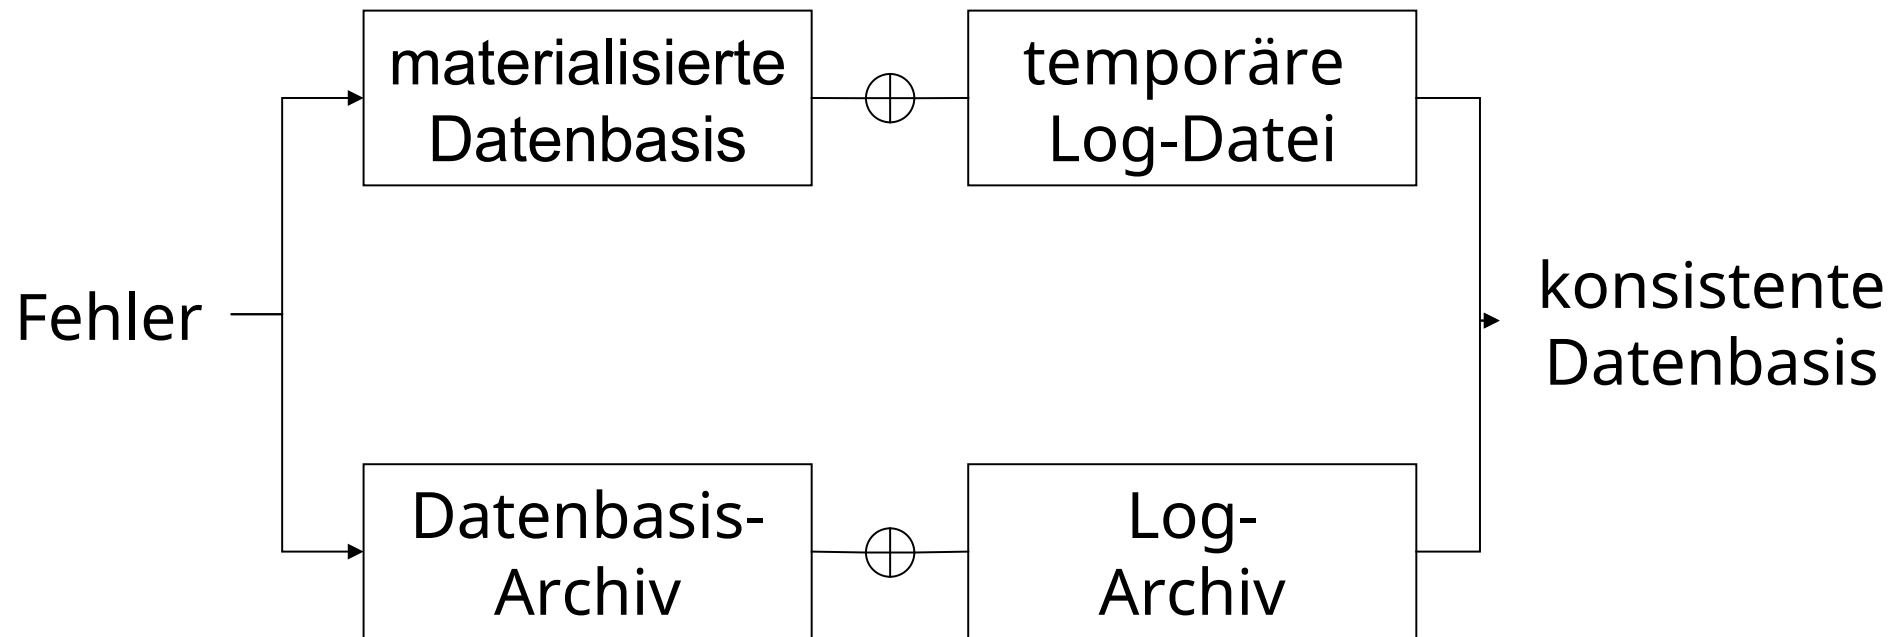 materialisierte
Datenbasis
temporäre
Log-Datei
Fehler
konsistente
Datenbasis
Datenbasis-
Archiv
Log-
Archiv